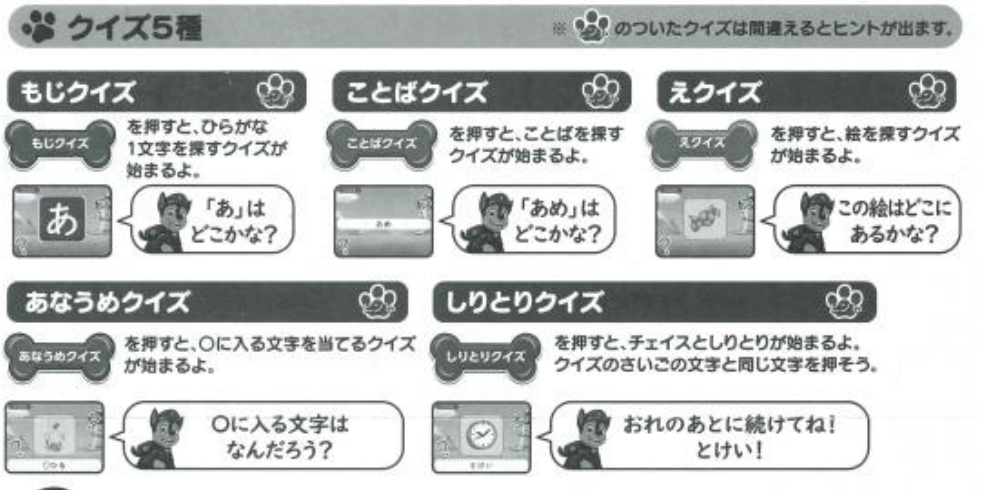 クイズ5種
※ のついたクイズは間違えるとヒントが出ます。
もじクイズ
もじクイズ
を押すと、ひらがな
1文字を探すクイズが
始まるよ。
あ
「あ」は
どこかな?
ことばクイズ
ことばクイズ
を押すと、ことばを探す
クイズが始まるよ。
あめ
「あめ」は
どこかな?
えクイズ
えクイズ
を押すと、絵を探すクイズ
が始まるよ。
この絵はどこに
あるかな?
あなうめクイズ
あなうめクイズ
を押すと、〇に入る文字を当てるクイズ
が始まるよ。
〇に入る文字は
なんだろう?
しりとりクイズ
しりとりクイズ
を押すと、チェイスとしりとりが始まるよ。
クイズのさいごの文字と同じ文字を押そう。
とけい
おれのあとに続けてね!
とけい!